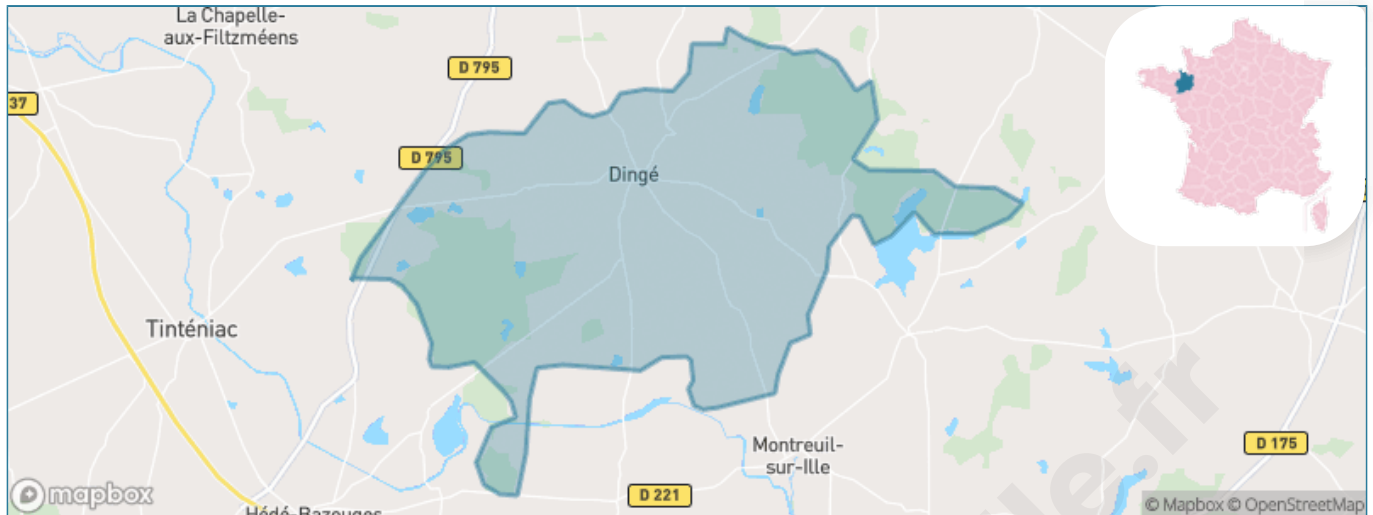 La Chapelle-
aux-Filtzméens
D 795
37
D 795
Dingé
Tinténiac
Montreuil-
sur-Ille
D 175
D 221
mapbox
© Mapbox © OpenStreetMap